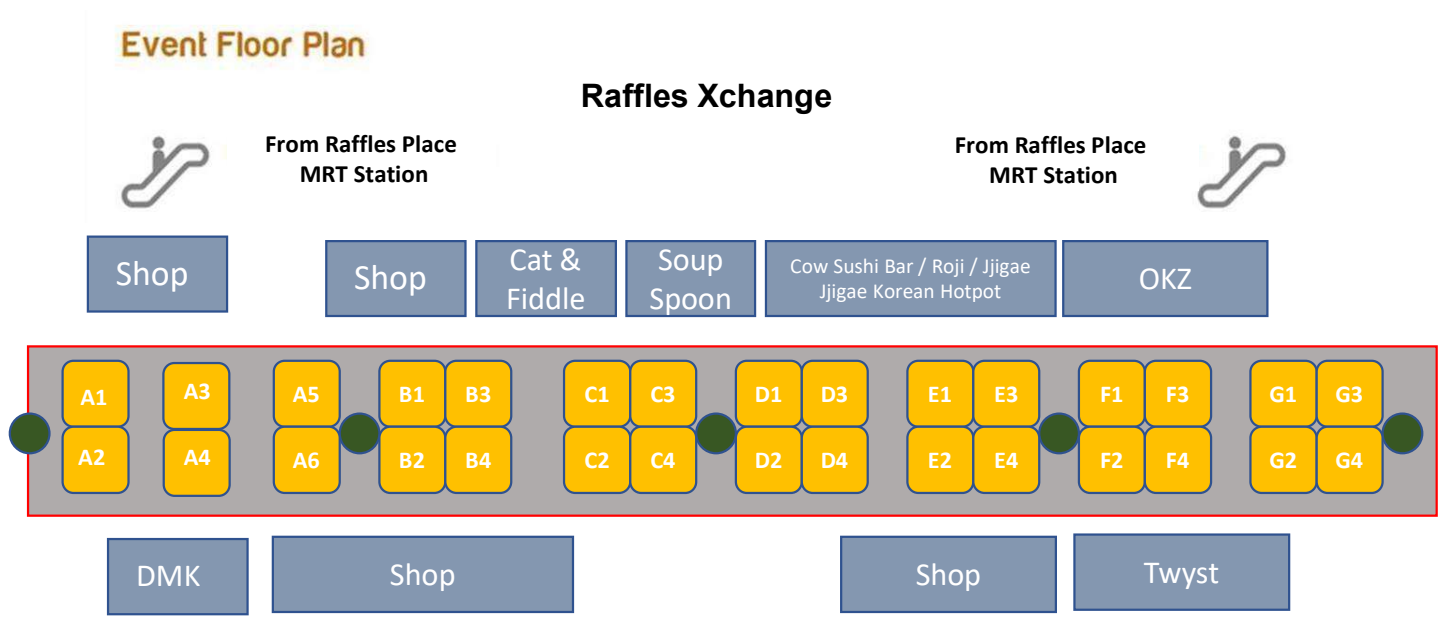 Event Floor Plan
Raffles Xchange
From Raffles Place
MRT Station
From Raffles Place
MRT Station
Shop
Shop
Cat &
Fiddle
Soup
Spoon
Cow Sushi Bar / Roji / Jjigae
Jjigae Korean Hotpot
OKZ
A1 A3 A5 B1 B3 C1 C3 D1 D3 E1 E3 F1 F3 G1 G3
A2 A4 A6 B2 B4 C2 C4 D2 D4 E2 E4 F2 F4 G2 G4
DMK
Shop
Shop
Twyst